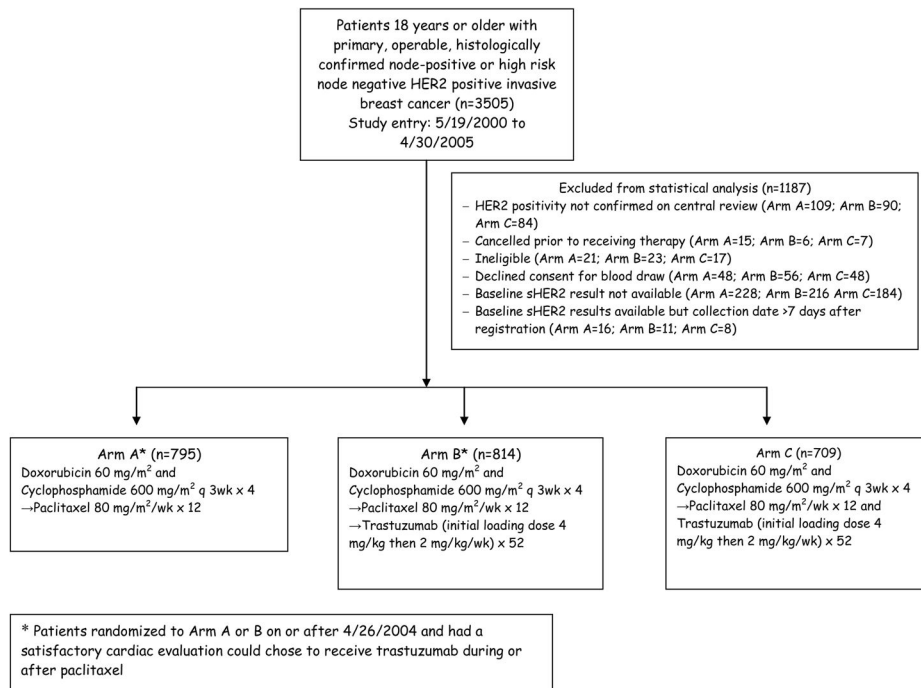 Patients 18 years or older with
primary, operable, histologically
confirmed node-positive or high risk
node negative HER2 positive invasive
breast cancer (n=3505)
Study entry: 5/19/2000 to
4/30/2005
Excluded from statistical analysis (n=1187)
– HER2 positivity not confirmed on central review (Arm A=109; Arm B=90;
Arm C=84)
– Cancelled prior to receiving therapy (Arm A=15; Arm B=6; Arm C=7)
– Ineligible (Arm A=21; Arm B=23; Arm C=17)
– Declined consent for blood draw (Arm A=48; Arm B=56; Arm C=48)
– Baseline sHER2 result not available (Arm A=228; Arm B=216 Arm C=184)
– Baseline sHER2 results available but collection date >7 days after
registration (Arm A=16; Arm B=11; Arm C=8)
Arm A* (n=795)
Doxorubicin 60 mg/m² and
Cyclophosphamide 600 mg/m² q 3wk x 4
→Paclitaxel 80 mg/m²/wk x 12
Arm B* (n=814)
Doxorubicin 60 mg/m² and
Cyclophosphamide 600 mg/m² q 3wk x 4
→Paclitaxel 80 mg/m²/wk x 12
→Trastuzumab (initial loading dose 4
mg/kg then 2 mg/kg/wk) x 52
Arm C (n=709)
Doxorubicin 60 mg/m² and
Cyclophosphamide 600 mg/m² q 3wk x 4
→Paclitaxel 80 mg/m²/wk x 12 and
Trastuzumab (initial loading dose 4
mg/kg then 2 mg/kg/wk) x 52
* Patients randomized to Arm A or B on or after 4/26/2004 and had a
satisfactory cardiac evaluation could chose to receive trastuzumab during or
after paclitaxel